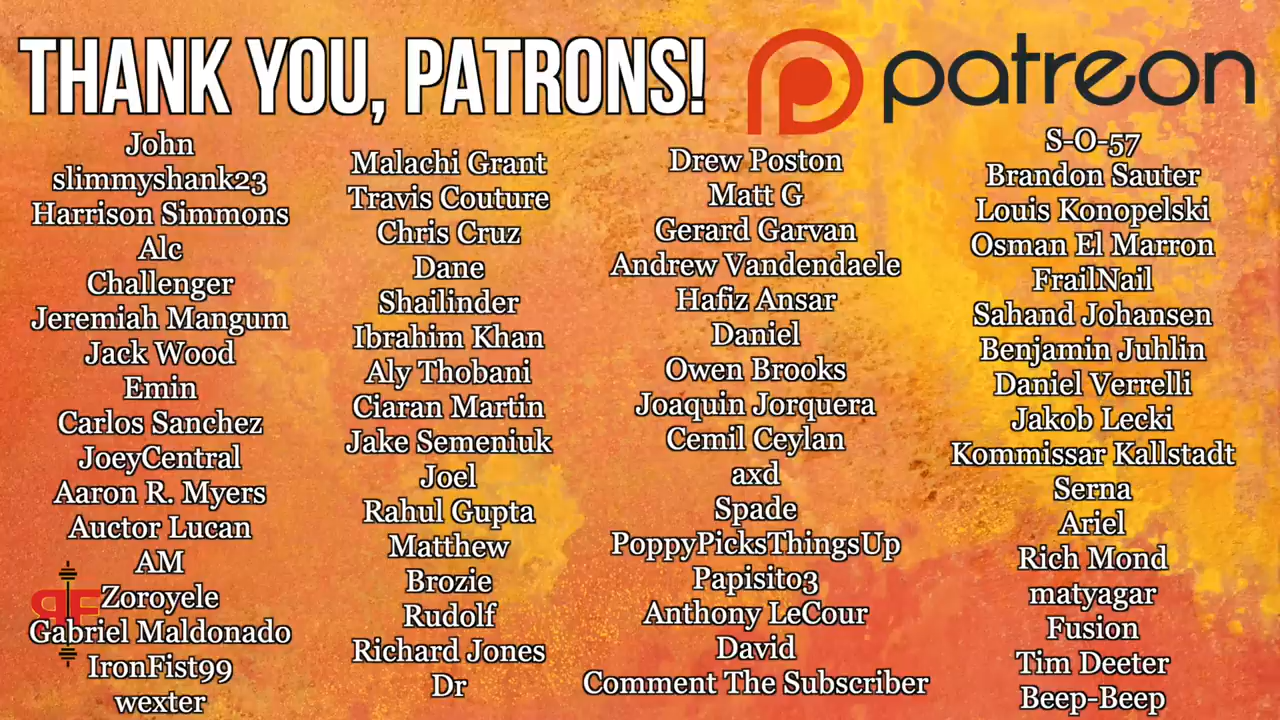 THANK YOU, PATRONS!
patreon
John
slimmyshank23
Harrison Simmons
Alc
Challenger
Jeremiah Mangum
Jack Wood
Emin
Carlos Sanchez
JoeyCentral
Aaron R. Myers
Auctor Lucan
AM
Zoroyele
Gabriel Maldonado
IronFist99
wexter
Malachi Grant
Travis Couture
Chris Cruz
Dane
Shailinder
Ibrahim Khan
Aly Thobani
Ciaran Martin
Jake Semeniuk
Joel
Rahul Gupta
Matthew
Brozie
Rudolf
Richard Jones
Dr
Drew Poston
Matt G
Gerard Garvan
Andrew Vandendaele
Hafiz Ansar
Daniel
Owen Brooks
Joaquin Jorquera
Cemil Ceylan
axd
Spade
PoppyPicksThingsUp
Papisito3
Anthony LeCour
David
Comment The Subscriber
S-O-57
Brandon Sauter
Louis Konopelski
Osman El Marron
FrailNail
Sahand Johansen
Benjamin Juhlin
Daniel Verrelli
Jakob Lecki
Kommissar Kallstadt
Serna
Ariel
Rich Mond
matyagar
Fusion
Tim Deeter
Beep-Beep